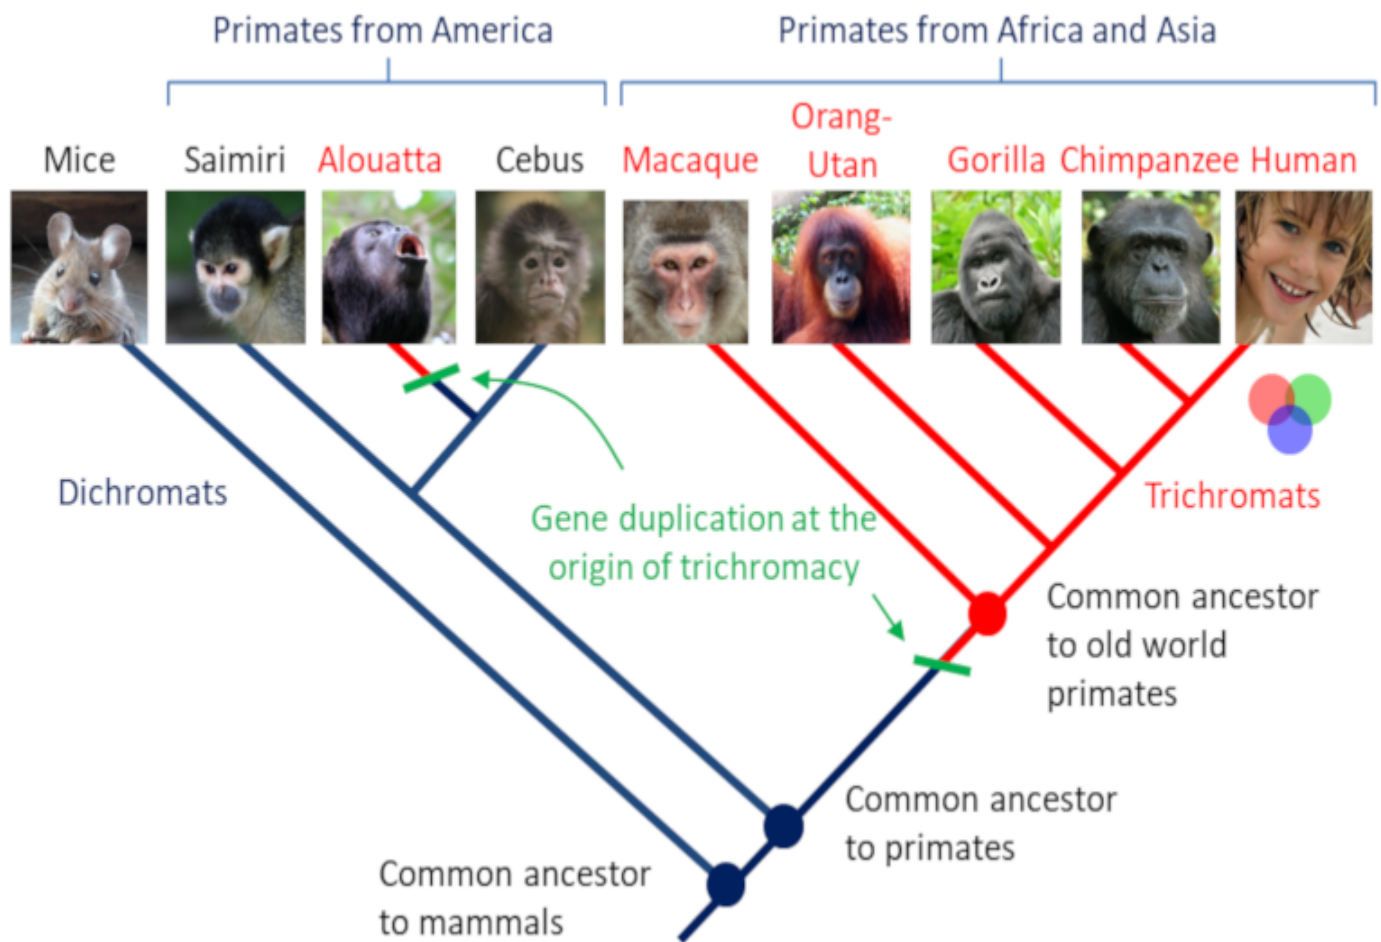 Primates from America
Primates from Africa and Asia
Mice
Saimiri
Alouatta
Cebus
Macaque
Orang-
Utan
Gorilla
Chimpanzee
Human
Dichromats
Trichromats
Gene duplication at the
origin of trichromacy
Common ancestor
to old world
primates
Common ancestor
to primates
Common ancestor
to mammals